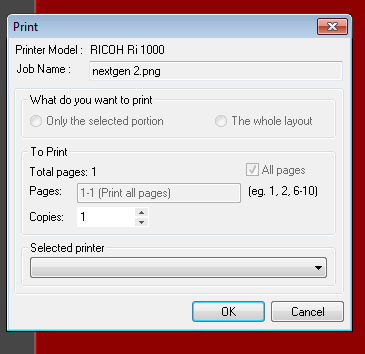 Print
Printer Model : RICOH Ri 1000
Job Name : nextgen 2.png
What do you want to print
Only the selected portion The whole layout
To Print
Total pages: 1 All pages
Pages: 1-1 (Print all pages) (eg. 1, 2, 6-10)
Copies: 1
Selected printer
OK Cancel